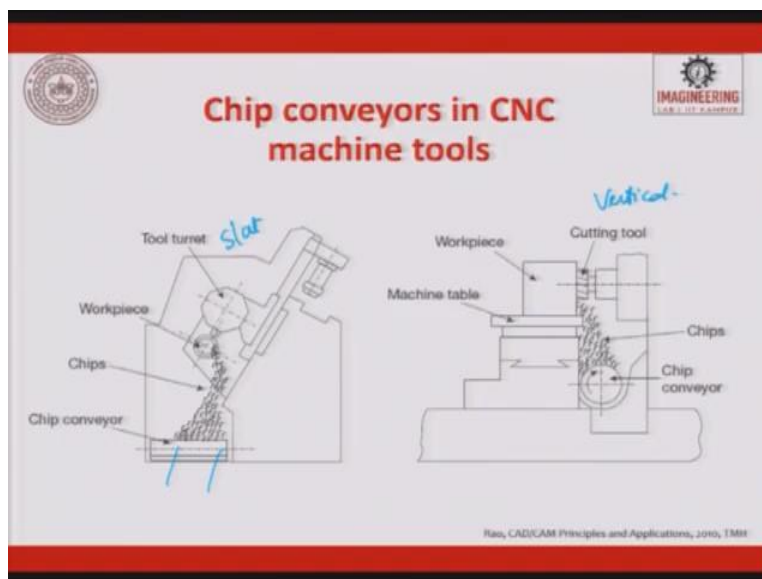 IMAGINEERING
Chip conveyors in CNC
machine tools
Vertical.
Slat
Tool turret
Workpiece
Chips
Chip conveyor
Cutting tool
Workpiece
Machine table
Chips
Chip
conveyor
Rao, CAD/CAM Principles and Applications, 2010, TMH